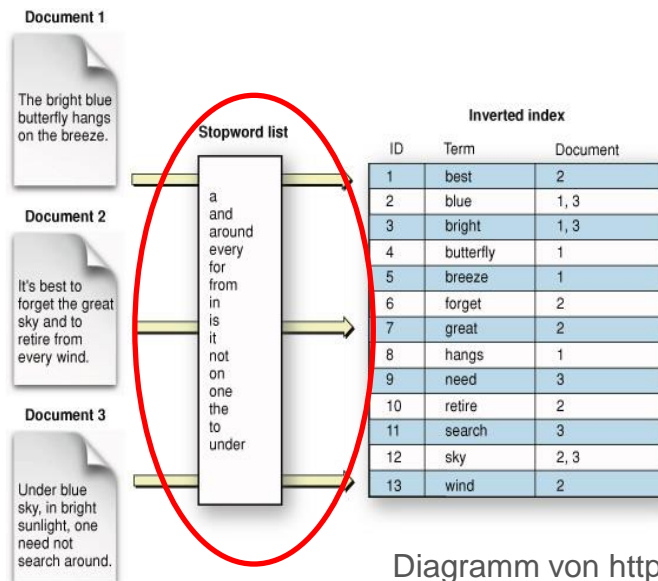 Document 1
The bright blue
butterfly hangs
on the breeze.
Document 2
It's best to
forget the great
sky and to
retire from
every wind.
Document 3
Under blue
sky, in bright
sunlight, one
need not
search around.
Stopword list
a
and
around
every
for
from
in
is
it
not
on
one
the
to
under
Inverted index
ID Term Document
1 best 2
2 blue 1, 3
3 bright 1, 3
4 butterfly 1
5 breeze 1
6 forget 2
7 great 2
8 hangs 1
9 need 3
10 retire 2
11 search 3
12 sky 2, 3
13 wind 2
Diagramm von http